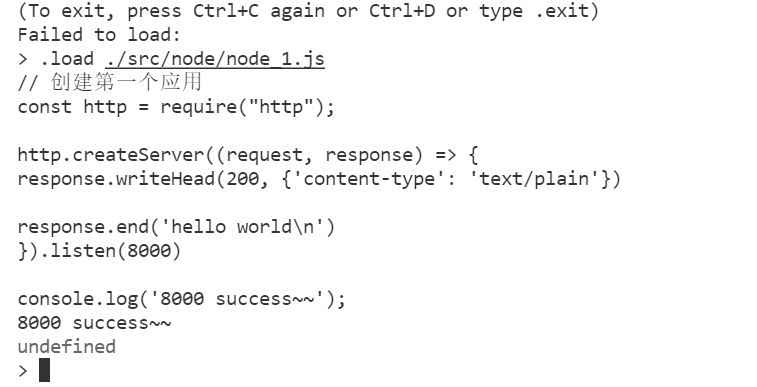 (To exit, press Ctrl+C again or Ctrl+D or type .exit)
Failed to load:
> .load ./src/node/node_1.js
// 创建第一个应用
const http = require("http");
http.createServer((request, response) => {
response.writeHead(200, {'content-type': 'text/plain'})
response.end('hello world\n')
}).listen(8000)
console.log('8000 success~~');
8000 success~~
undefined
>